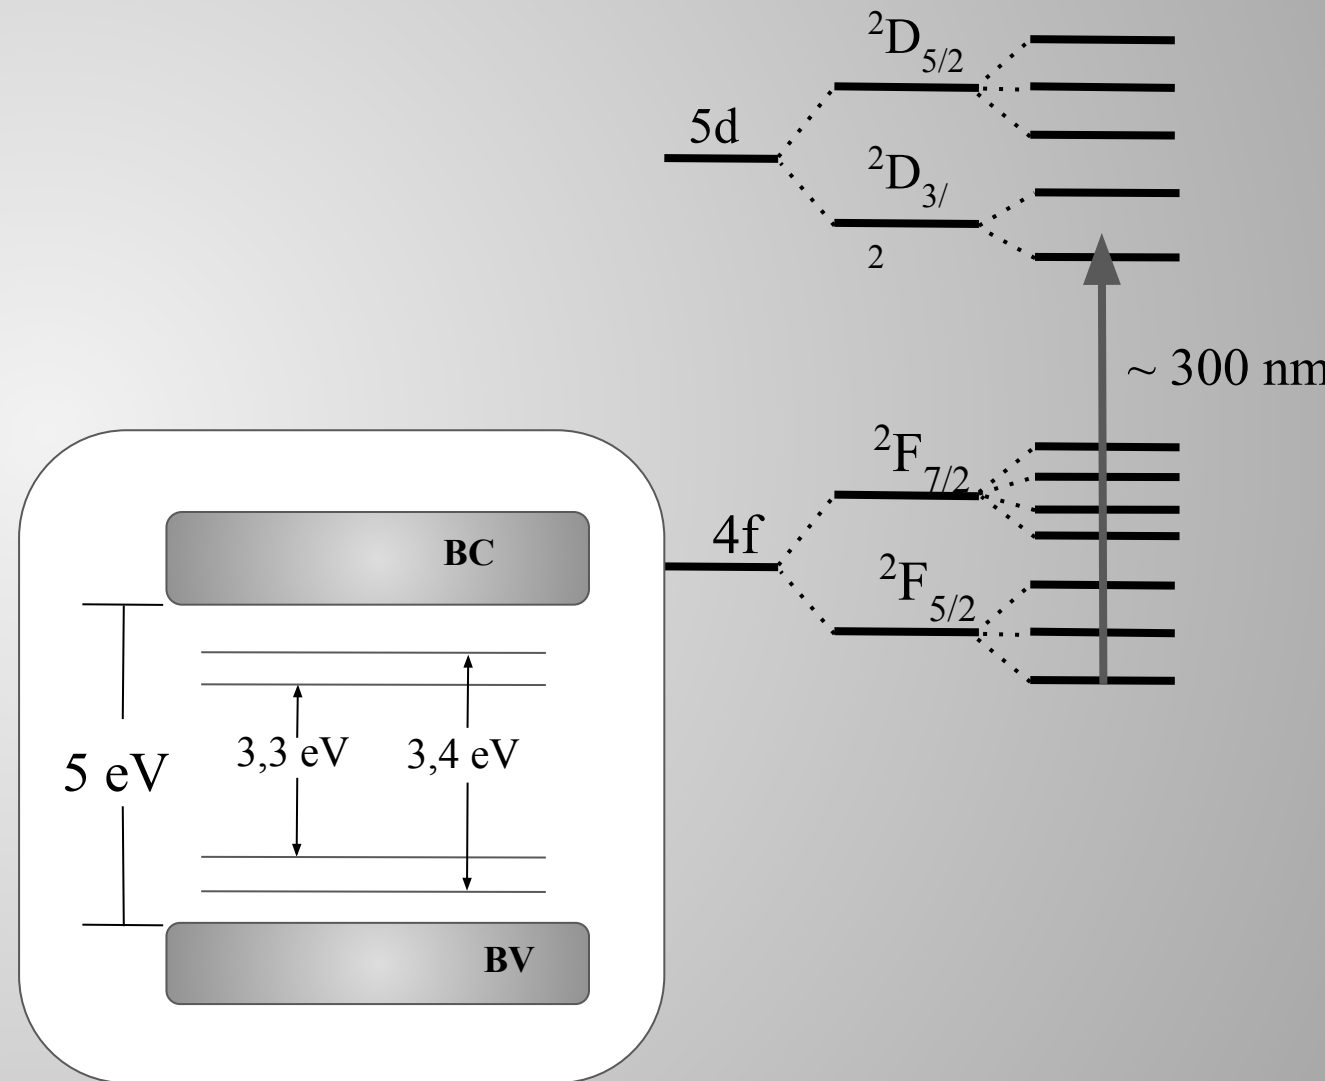 ²D₅/₂
5d
²D₃/
₂
~ 300 nm
²F₇/₂
4f
²F₅/₂
BC
5 eV
3,3 eV
3,4 eV
BV